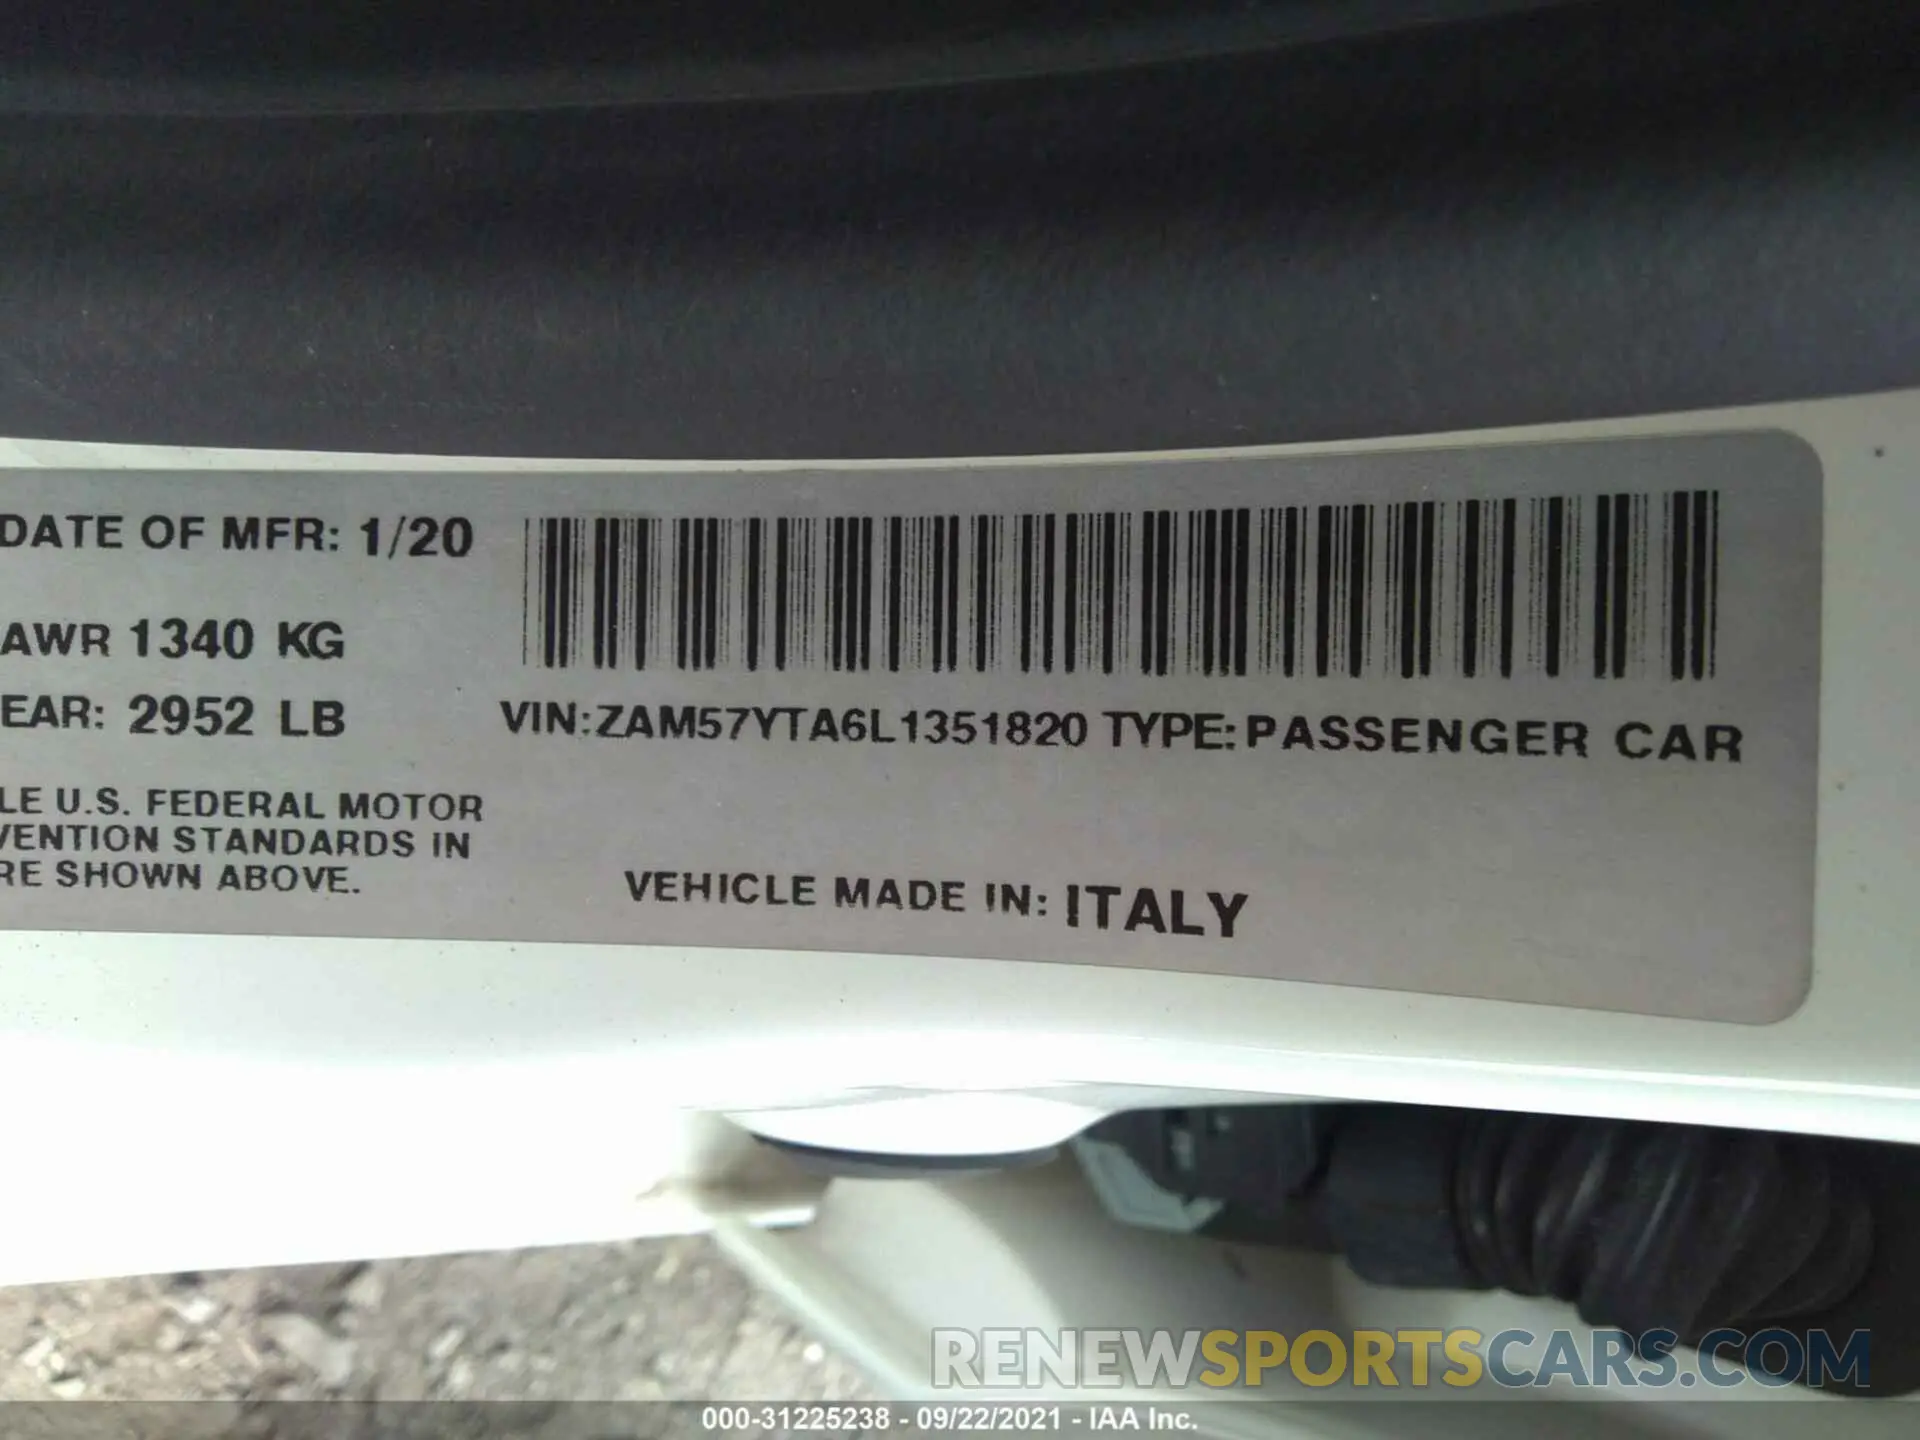 DATE OF MFR: 1/20
AWR 1340 KG
EAR: 2952 LB
VIN:ZAM57YTA6L1351820 TYPE:PASSENGER CAR
LE U.S. FEDERAL MOTOR
VENTION STANDARDS IN
RE SHOWN ABOVE.
VEHICLE MADE IN: ITALY
RENEWSPORTSCARS.COM
000-31225238 - 09/22/2021 - IAA Inc.